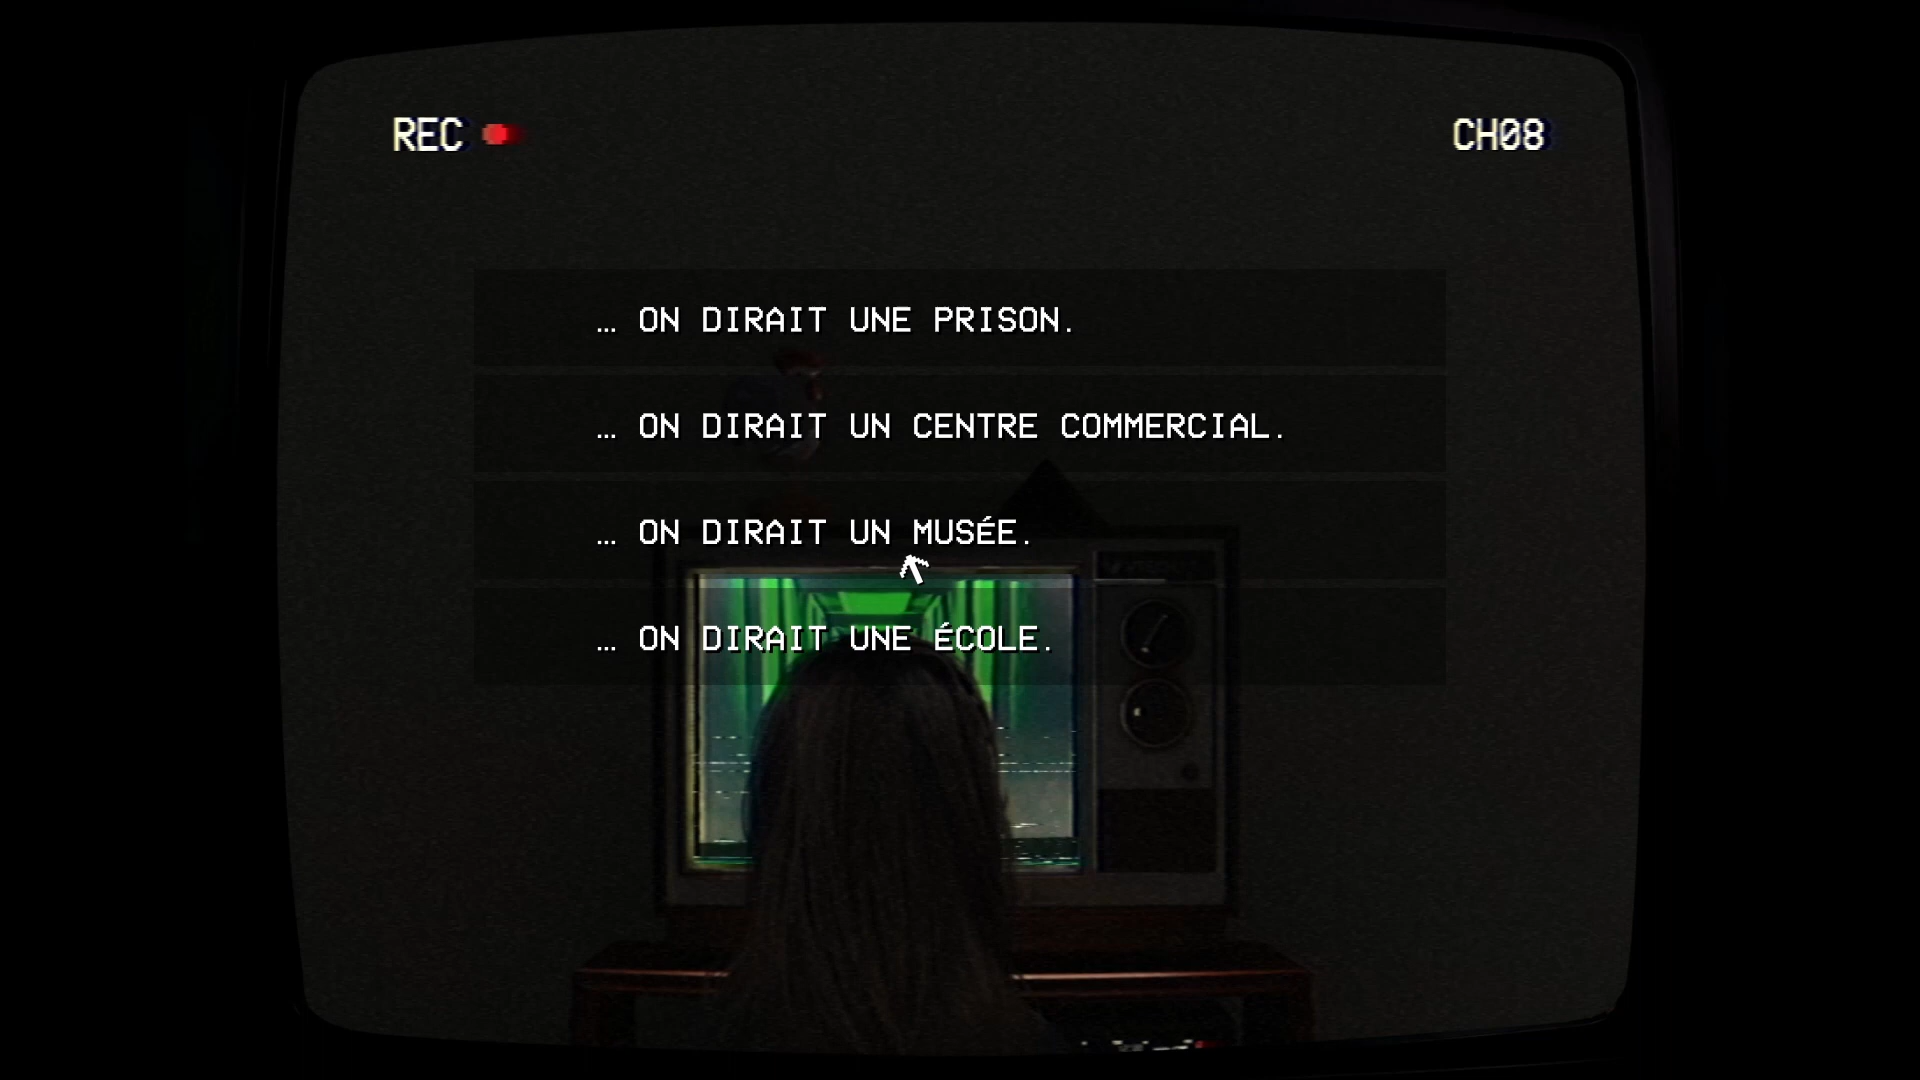 REC
CH08
… ON DIRAIT UNE PRISON.
… ON DIRAIT UN CENTRE COMMERCIAL.
… ON DIRAIT UN MUSÉE.
… ON DIRAIT UNE ÉCOLE.